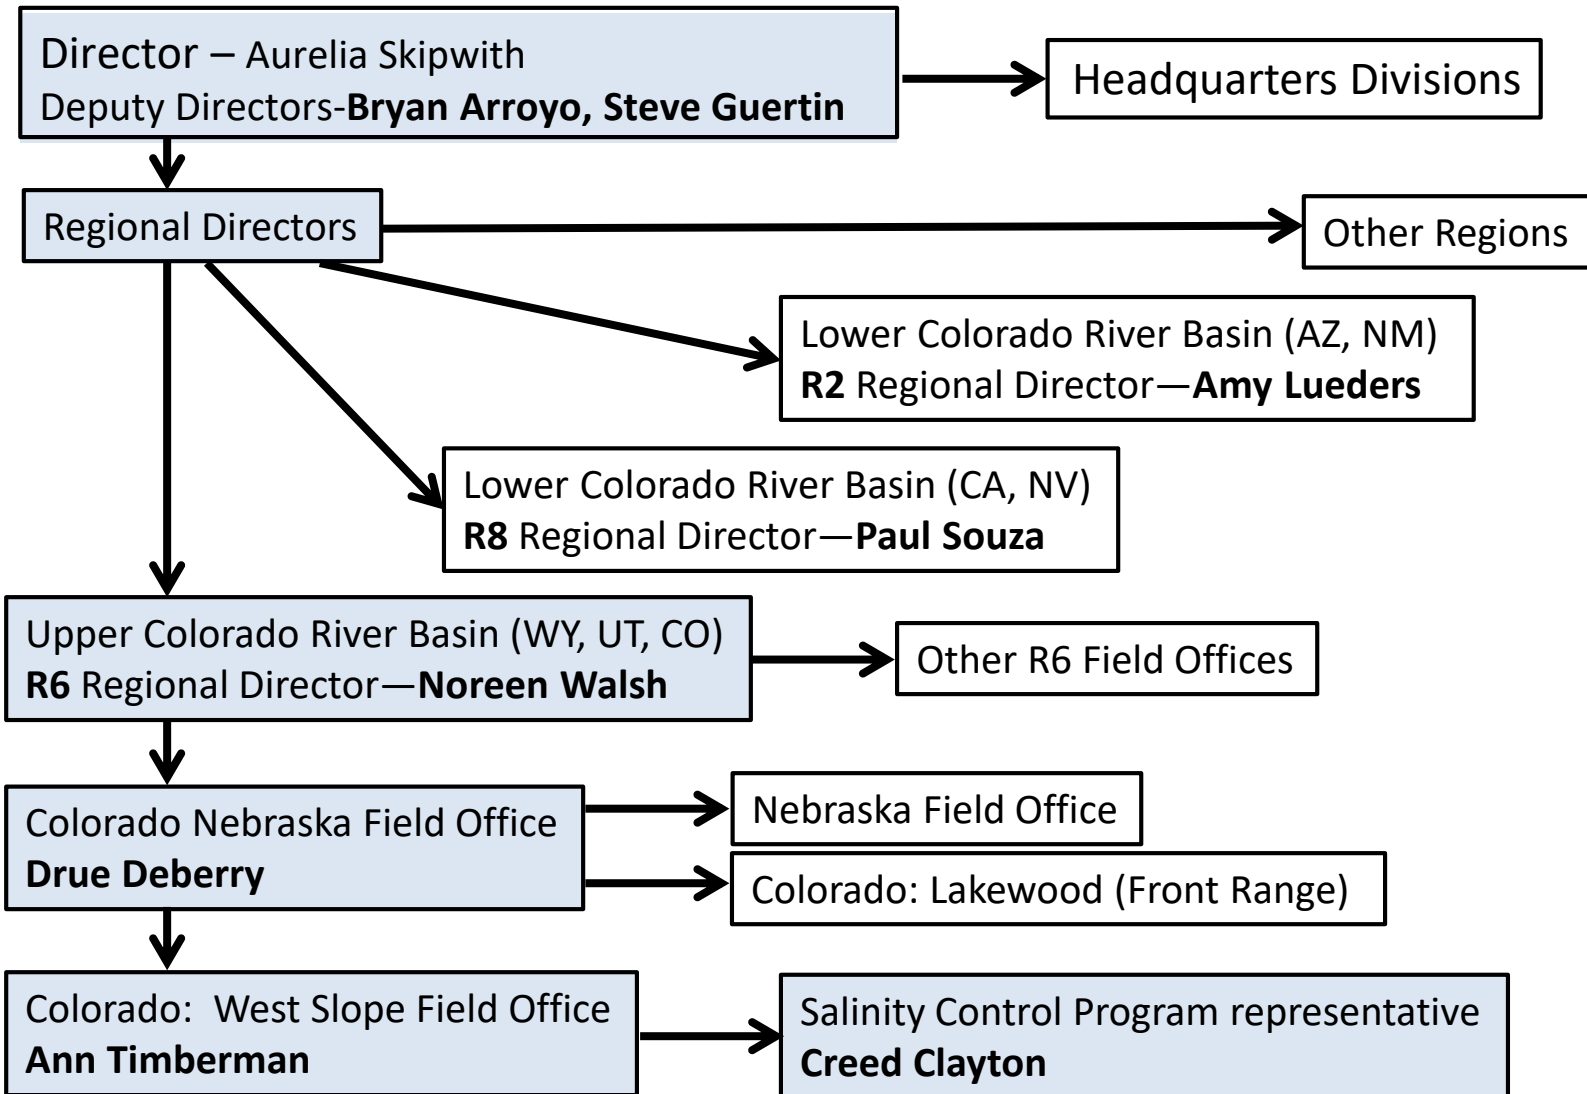 Director – Aurelia Skipwith
Deputy Directors-Bryan Arroyo, Steve Guertin
Headquarters Divisions
Regional Directors
Other Regions
Lower Colorado River Basin (AZ, NM)
R2 Regional Director—Amy Lueders
Lower Colorado River Basin (CA, NV)
R8 Regional Director—Paul Souza
Upper Colorado River Basin (WY, UT, CO)
R6 Regional Director—Noreen Walsh
Other R6 Field Offices
Colorado Nebraska Field Office
Drue Deberry
Nebraska Field Office
Colorado: Lakewood (Front Range)
Colorado:  West Slope Field Office
Ann Timberman
Salinity Control Program representative
Creed Clayton